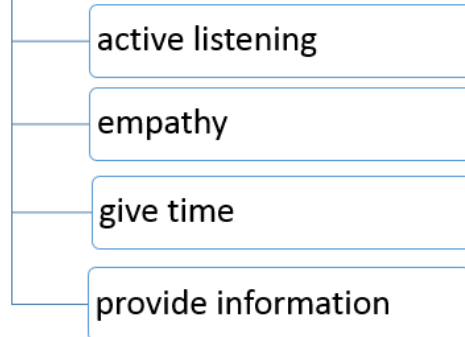 active listening
empathy
give time
provide information